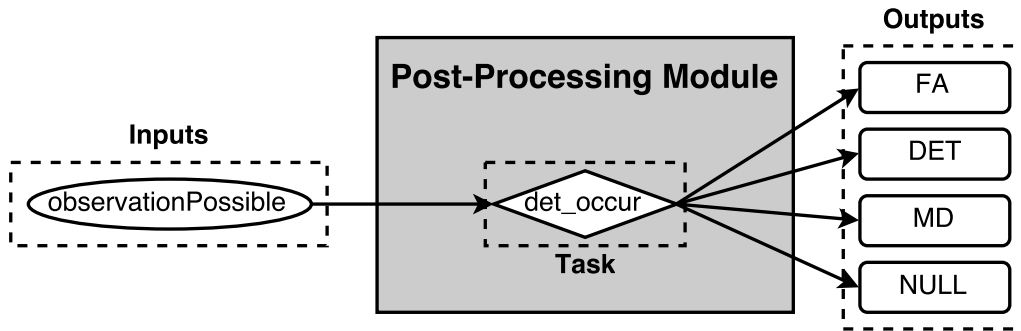 Outputs
Post-Processing Module
FA
Inputs
DET
observationPossible
det_occur
MD
Task
NULL